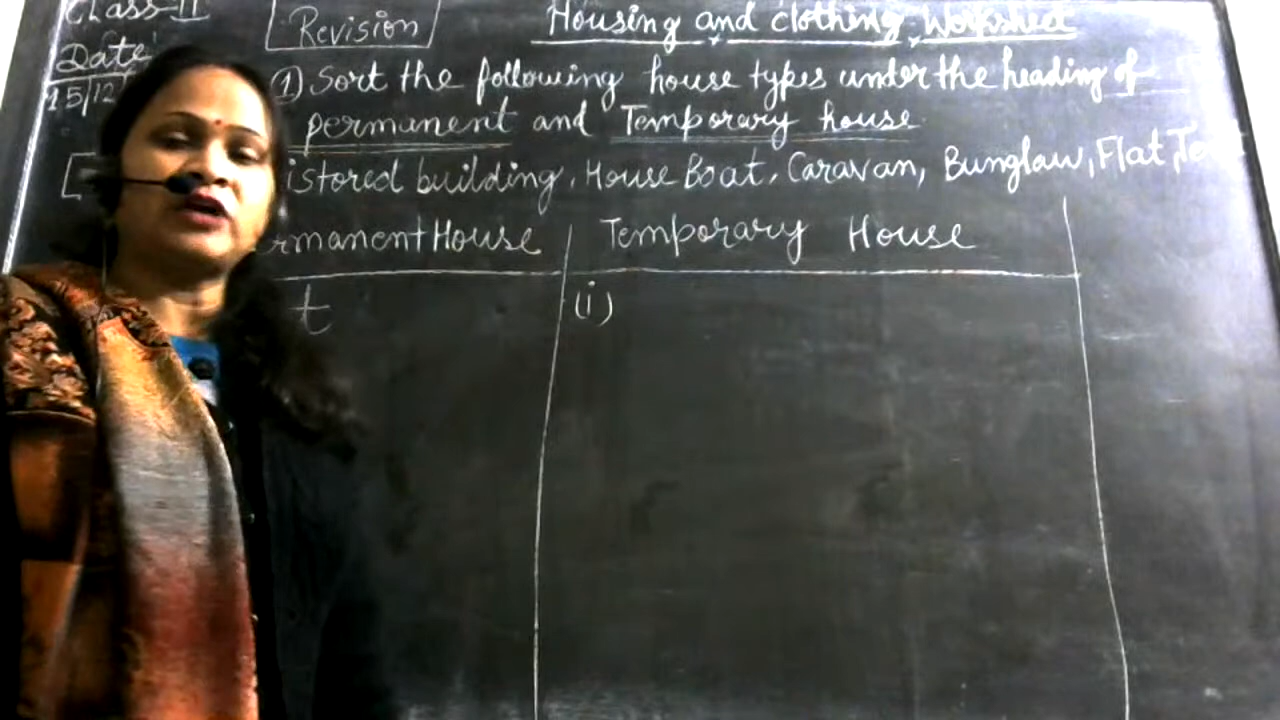 Class-II
Revision
Housing and clothing Worksheet
Date
15/12/
1) Sort the following house types under the heading of
permanent and Temporary house.
[ istored building, House Boat, Caravan, Bunglaw, Flat, Te
rmanent House Temporary House
t (i)